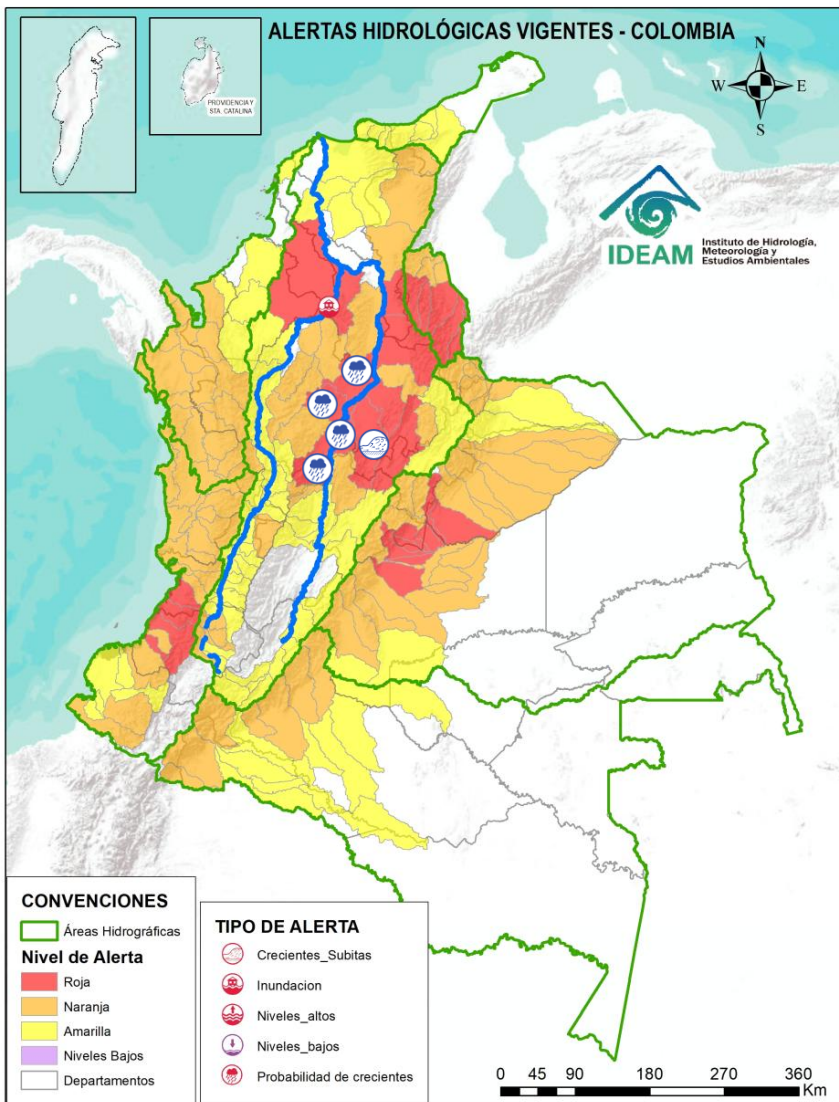 ALERTAS HIDROLÓGICAS VIGENTES - COLOMBIA
PROVIDENCIA Y
STA. CATALINA
N
W
E
S
IDEAM
Instituto de Hidrología,
Meteorología y
Estudios Ambientales
CONVENCIONES
Áreas Hidrográficas
Nivel de Alerta
Roja
Naranja
Amarilla
Niveles Bajos
Departamentos
TIPO DE ALERTA
Crecientes_Subitas
Inundacion
Niveles_altos
Niveles_bajos
Probabilidad de crecientes
0 45 90 180 270 360
Km